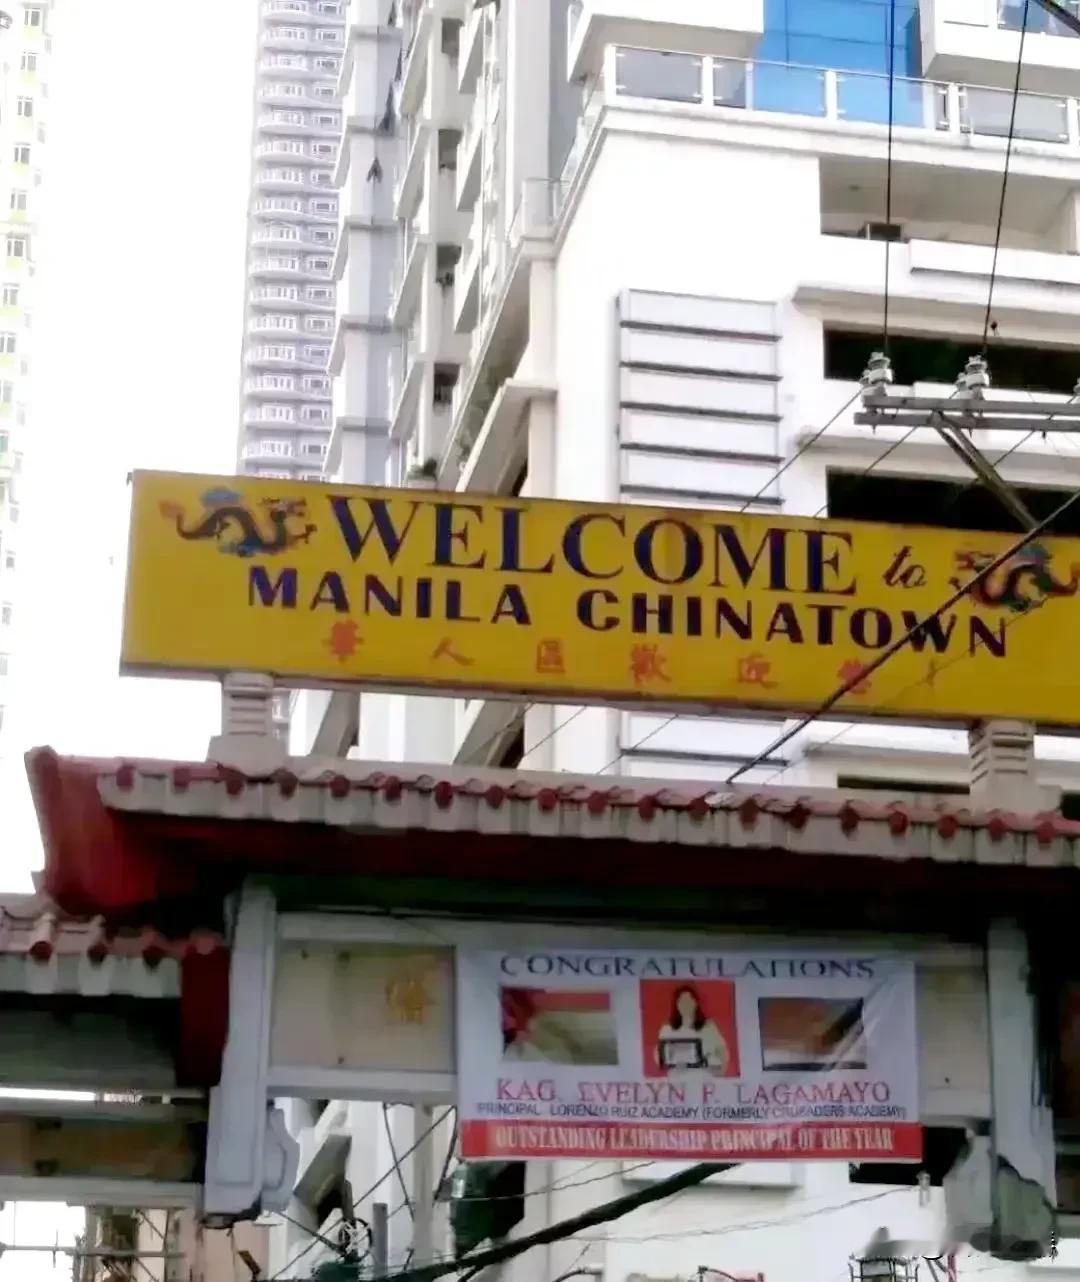 WELCOME to
MANILA CHINATOWN
華人區歡迎您
CONGRATULATIONS
KAG. EVELYN P. LAGAMAYO
PRINCIPAL LORENZO RUIZ ACADEMY (FORMERLY CRUSADERS ACADEMY)
OUTSTANDING LEADERSHIP PRINCIPAL OF THE YEAR